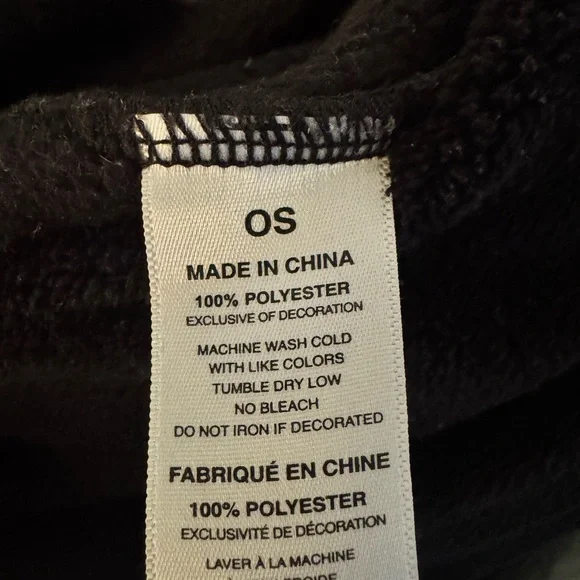 OS
MADE IN CHINA
100% POLYESTER
EXCLUSIVE OF DECORATION
MACHINE WASH COLD
WITH LIKE COLORS
TUMBLE DRY LOW
NO BLEACH
DO NOT IRON IF DECORATED
FABRIQUÉ EN CHINE
100% POLYESTER
EXCLUSIVITÉ DE DÉCORATION
LAVER À LA MACHINE